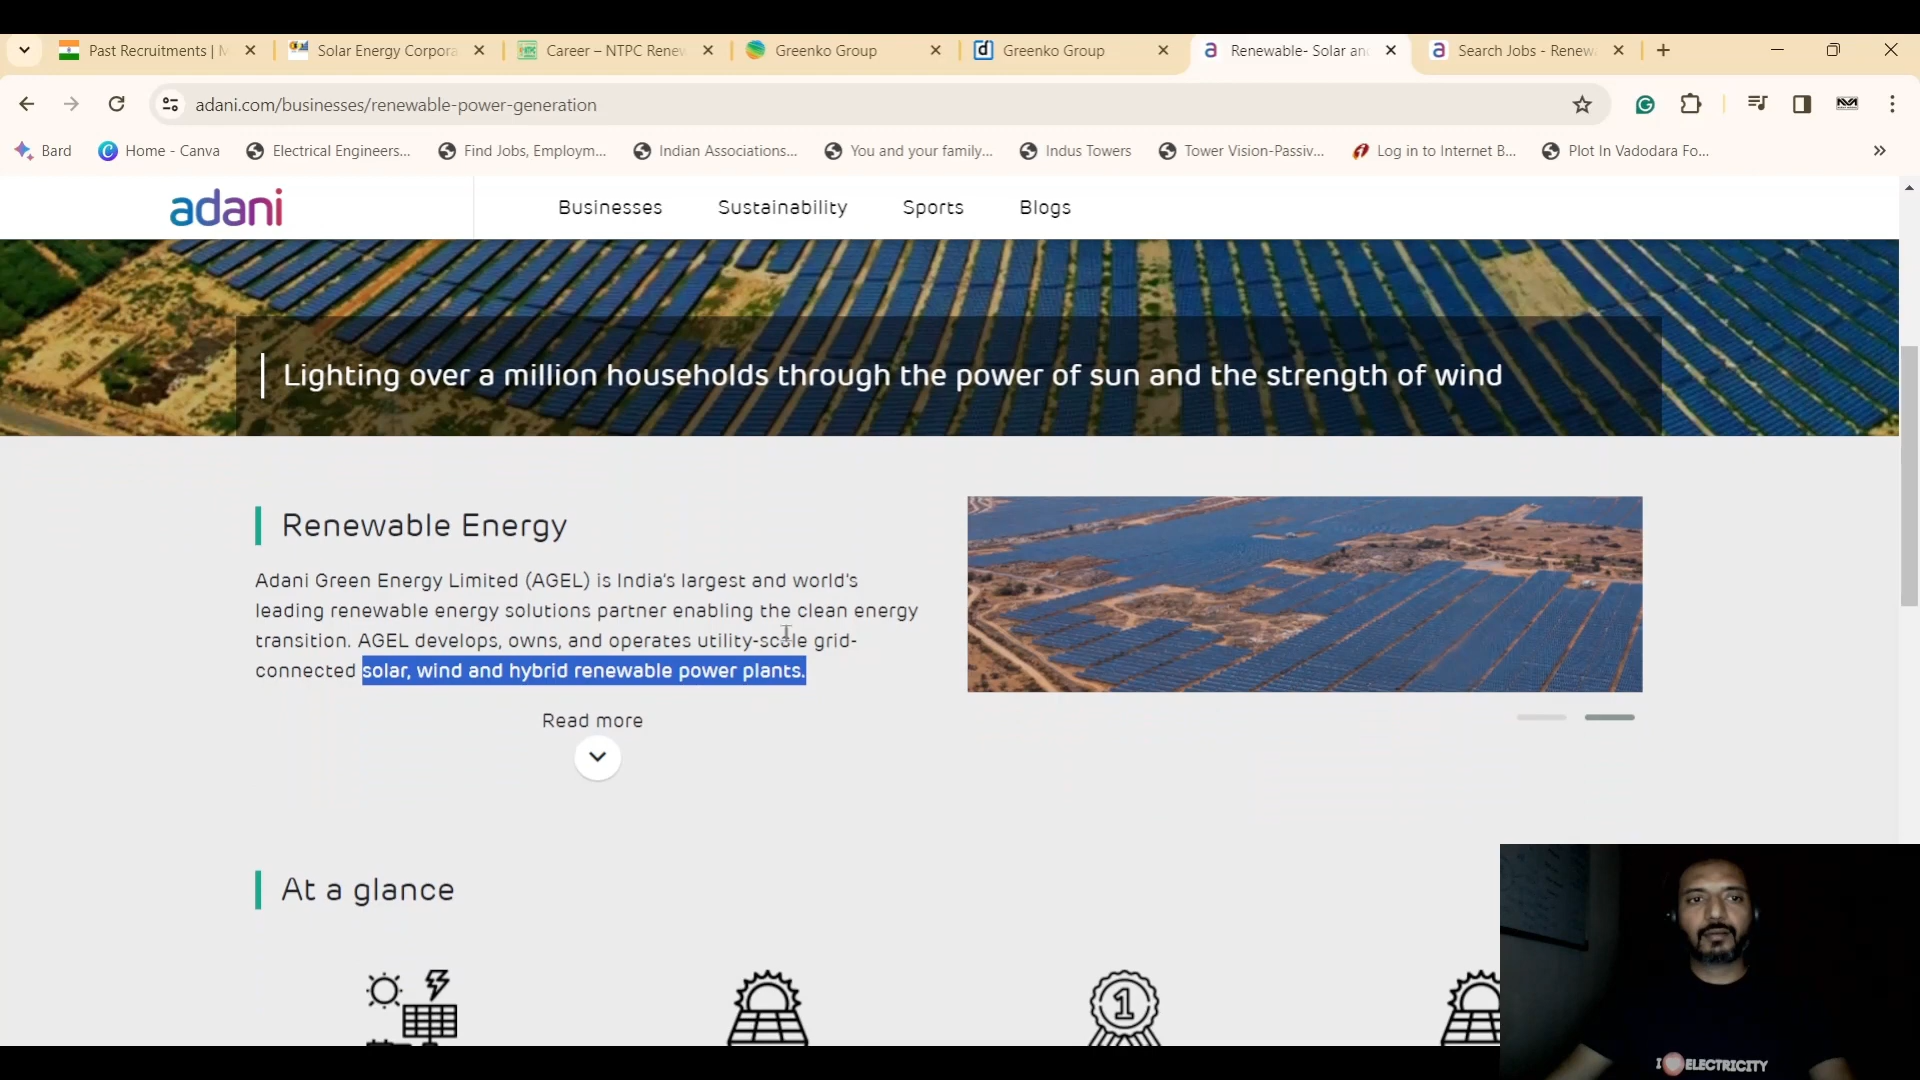 Past Recruitments | M
Solar Energy Corpora
Career – NTPC Renew
Greenko Group
Greenko Group
Renewable- Solar an
Search Jobs - Renewa
adani.com/businesses/renewable-power-generation
Bard
Home - Canva
Electrical Engineers...
Find Jobs, Employm...
Indian Associations...
You and your family...
Indus Towers
Tower Vision-Passiv...
Log in to Internet B...
Plot In Vadodara Fo...
adani
Businesses
Sustainability
Sports
Blogs
Lighting over a million households through the power of sun and the strength of wind
Renewable Energy
Adani Green Energy Limited (AGEL) is India's largest and world's
leading renewable energy solutions partner enabling the clean energy
transition. AGEL develops, owns, and operates utility-scale grid-
connected solar, wind and hybrid renewable power plants.
Read more
At a glance
1
I ELECTRICITY